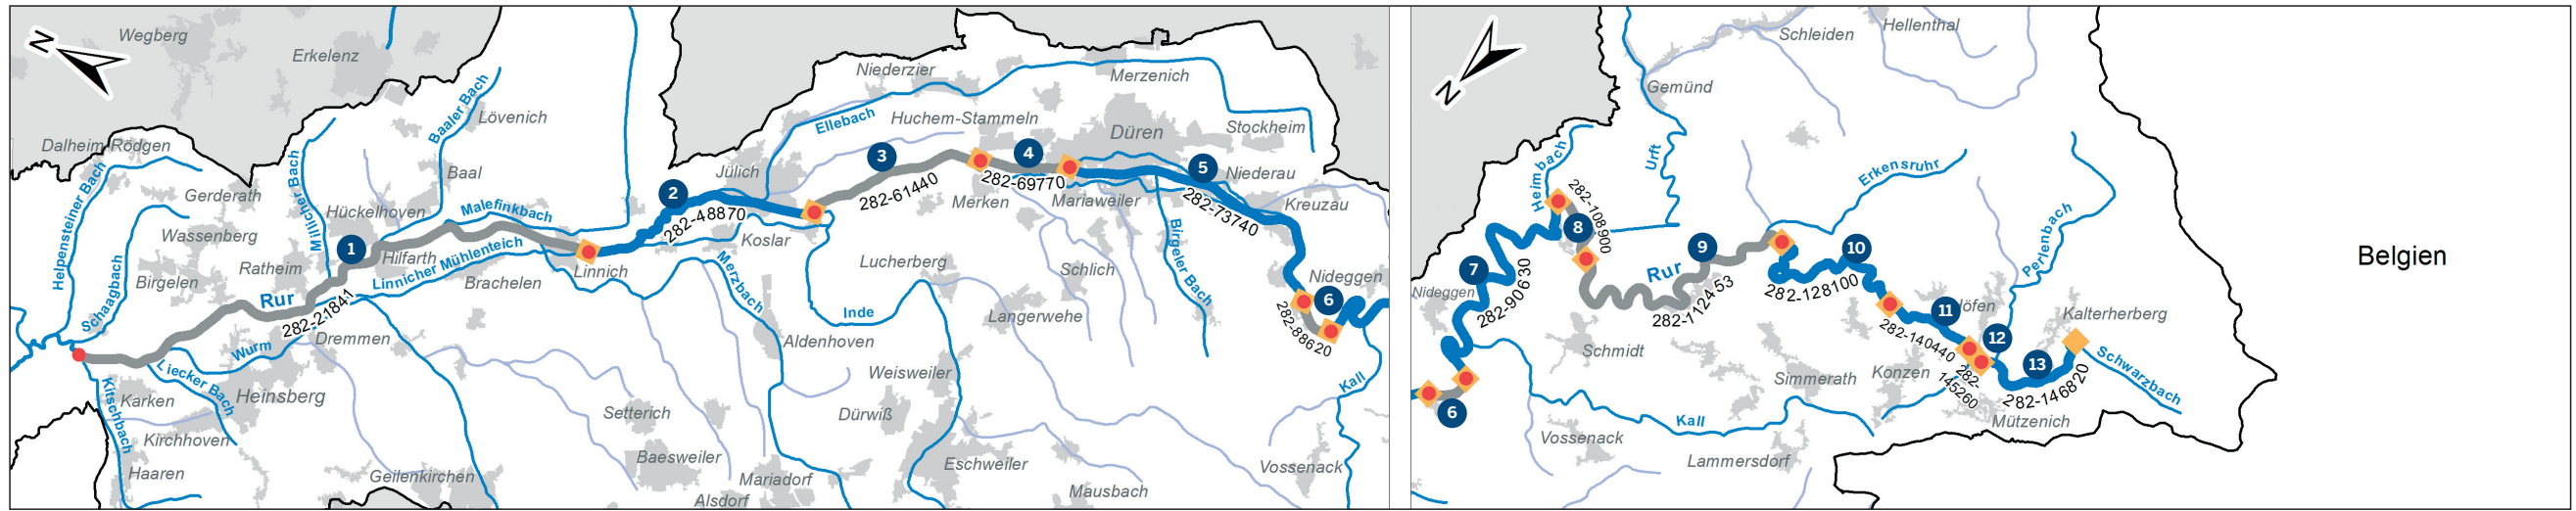 N
Wegberg
Erkelenz
Dalheim-Rödgen
Helpensteiner Bach
Gerderath
Wassenberg
Birgelen
Schaagbach
Ratheim
Millicher Bach
Hückelhoven
1
Hilfarth
Baaler Bach
Lövenich
Baal
Malefinkbach
Linnicher Mühlenteich
Brachelen
Linnich
Rur
282-21841
Wurm
Dremmen
Liecker Bach
Kitschbach
Karken
Heinsberg
Kirchhoven
Haaren
Geilenkirchen
2
282-48870
Jülich
Koslar
Merzbach
Aldenhoven
Setterich
Baesweiler
Mariadorf
Alsdorf
Ellebach
Niederzier
Huchem-Stammeln
3
282-61440
4
282-69770
Merken
Mariaweiler
Düren
Merzenich
Stockheim
5
Niederau
282-73740
Kreuzau
Birgeler Bach
Lucherberg
Schlich
Langerwehe
Inde
Weisweiler
Dürwiß
Eschweiler
Mausbach
Nideggen
6
282-88620
Kall
Vossenack
N
Schleiden
Hellenthal
Gemünd
Heimbach
Urft
282-108900
8
7
Nideggen
282-90630
6
Rur
9
282-112453
Schmidt
Erkensruhr
10
282-128100
11
Höfen
282-140440
12
282-
145260
13
282-146820
Perlenbach
Kalterherberg
Schwarzbach
Mützenich
Konzen
Simmerath
Kall
Vossenack
Lammersdorf
Belgien